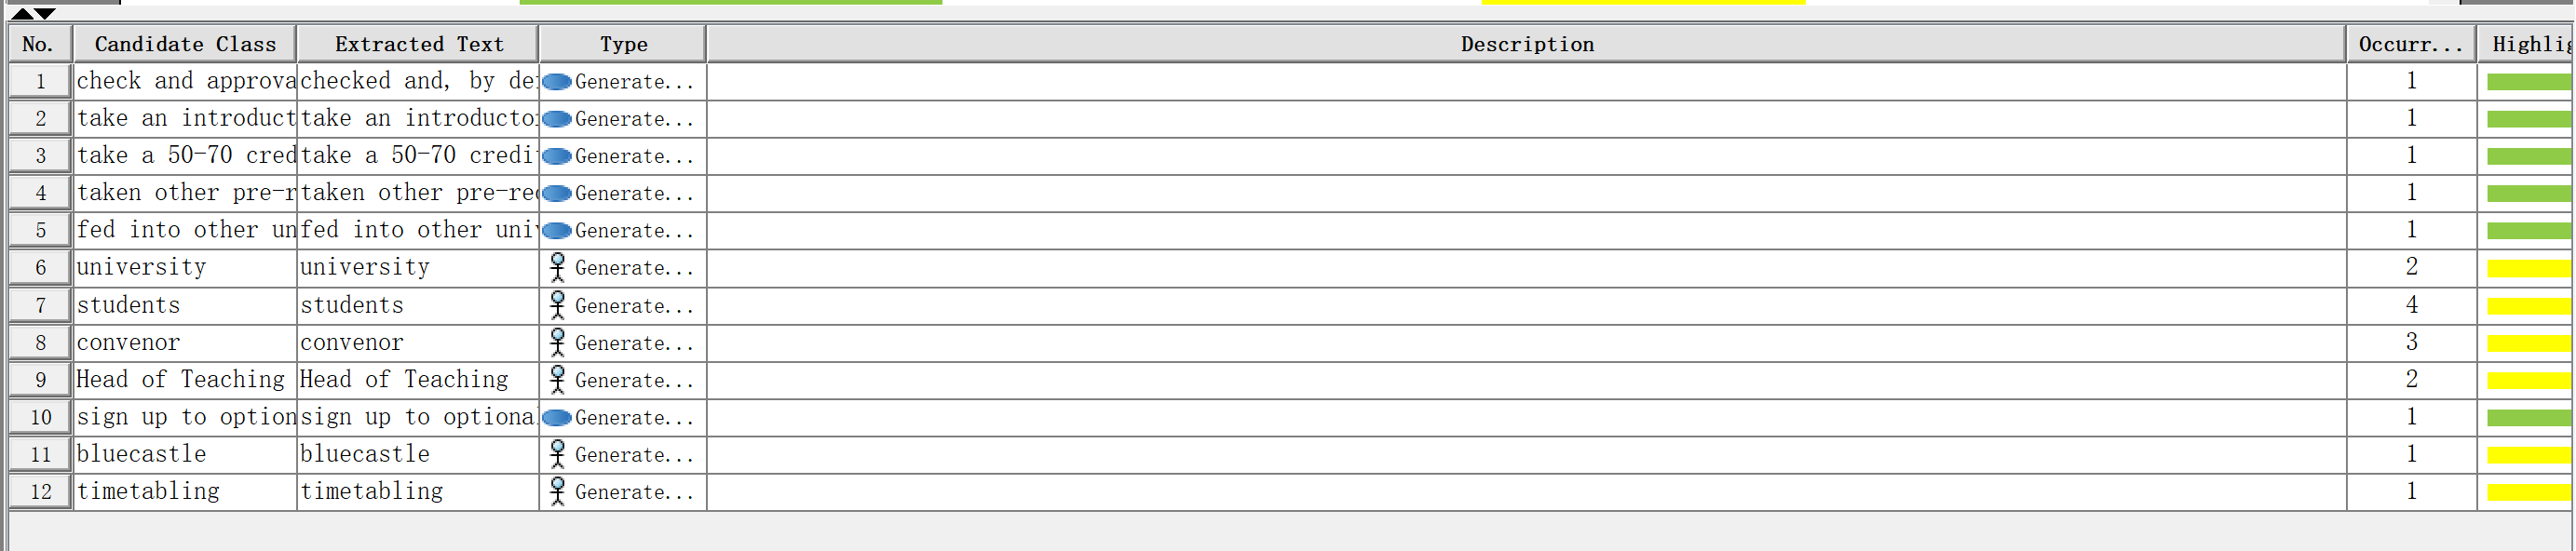 No. Candidate Class Extracted Text Type Description Occurr... Highlig
1 check and approva checked and, by de Generate... 1
2 take an introduct take an introducto Generate... 1
3 take a 50-70 cred take a 50-70 credi Generate... 1
4 taken other pre-r taken other pre-re Generate... 1
5 fed into other un fed into other univ Generate... 1
6 university university Generate... 2
7 students students Generate... 4
8 convenor convenor Generate... 3
9 Head of Teaching Head of Teaching Generate... 2
10 sign up to option sign up to optiona Generate... 1
11 bluecastle bluecastle Generate... 1
12 timetabling timetabling Generate... 1